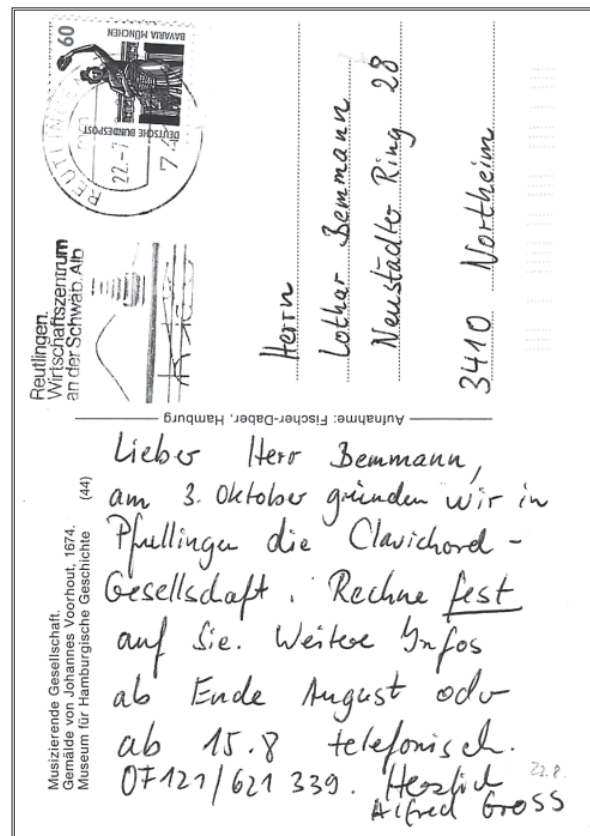 60
BAVARIA MÜNCHEN
DEUTSCHE BUNDESPOST
REUTLINGEN
22.-7
Reutlingen.
Wirtschaftszentrum
an der Schwäb. Alb
Herrn
Lothar Bemmann
Neustädter Ring 28
3410 Northeim
Aufnahme: Fischer-Daber, Hamburg
Musizierende Gesellschaft.
Gemälde von Johannes Voorhout, 1674.
Museum für Hamburgische Geschichte (44)
Lieber Herr Bemmann,
am 3. Oktober gründen wir in
Pfullingen die Clavichord-
Gesellschaft. Rechne fest
auf Sie. Weitere Infos
ab Ende August oder
ab 15.8 telefonisch.
07121/621 339. Herzlich
Alfred Gross
22.8.